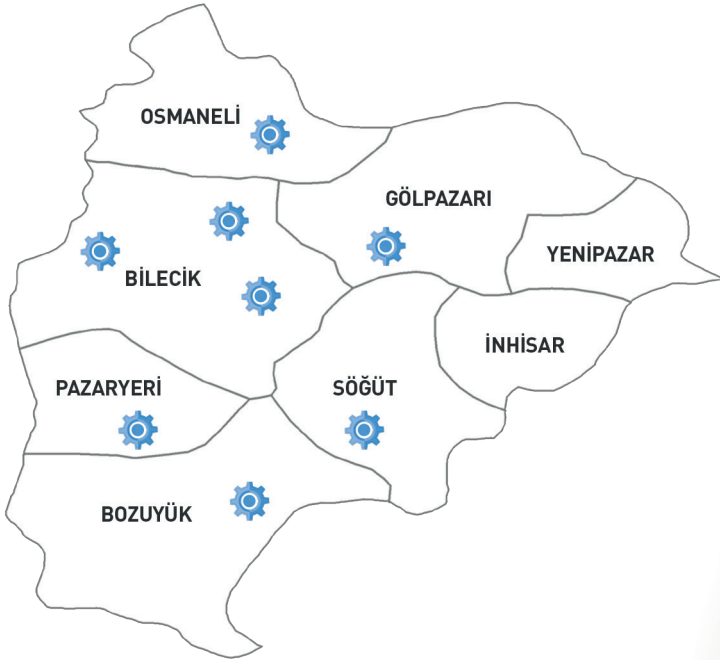 OSMANELİ
GÖLPAZARI
YENİPAZAR
BİLECİK
İNHİSAR
PAZARYERİ
SÖĞÜT
BOZUYÜK